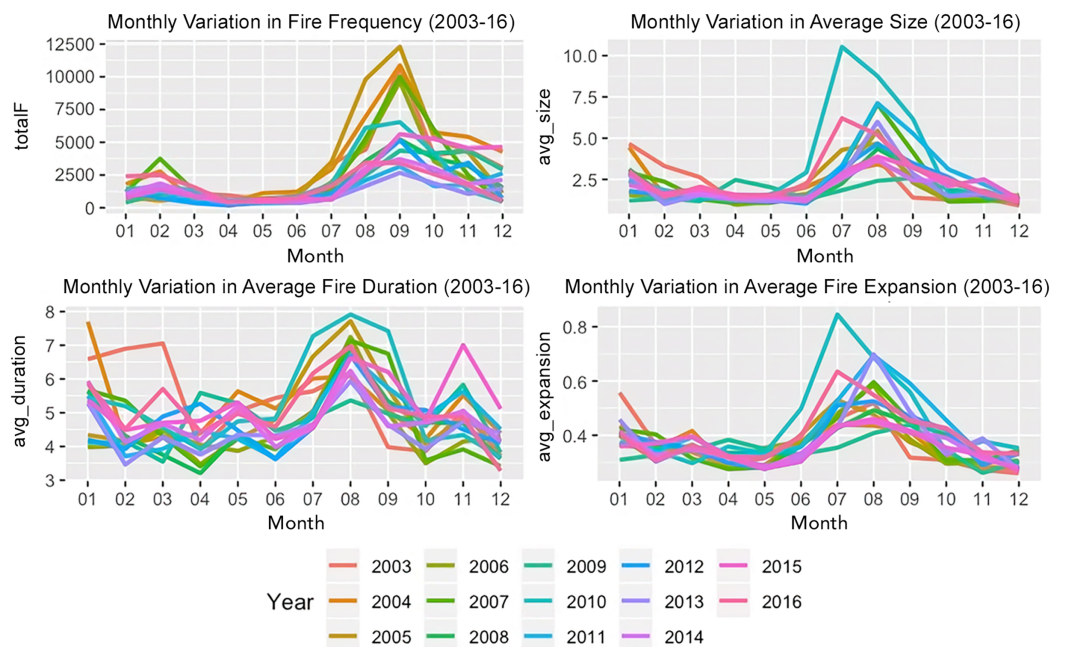 Monthly Variation in Fire Frequency (2003-16)
totalF
12500
10000
7500
5000
2500
0
01 02 03 04 05 06 07 08 09 10 11 12
Month
Monthly Variation in Average Size (2003-16)
avg_size
10.0
7.5
5.0
2.5
01 02 03 04 05 06 07 08 09 10 11 12
Month
Monthly Variation in Average Fire Duration (2003-16)
avg_duration
8
7
6
5
4
3
01 02 03 04 05 06 07 08 09 10 11 12
Month
Monthly Variation in Average Fire Expansion (2003-16)
avg_expansion
0.8
0.6
0.4
01 02 03 04 05 06 07 08 09 10 11 12
Month
Year
2003 2006 2009 2012 2015
2004 2007 2010 2013 2016
2005 2008 2011 2014